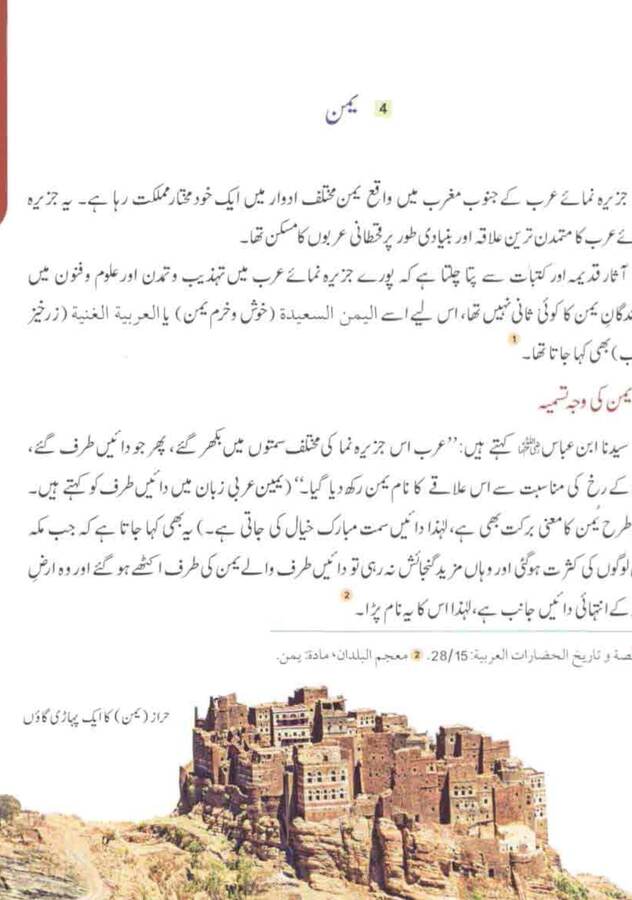 4 یمن
جزیرہ نمائے عرب کے جنوب مغرب میں واقع یمن مختلف ادوار میں ایک خود مختار مملکت رہا ہے۔ یہ جزیرہ
ئے عرب کا متمدن ترین علاقہ اور بنیادی طور پر قحطانی عربوں کا مسکن تھا۔
آثار قدیمہ اور کتبات سے پتا چلتا ہے کہ پورے جزیرہ نمائے عرب میں تہذیب و تمدن اور علوم و فنون میں
ندگانِ یمن کا کوئی ثانی نہیں تھا، اس لیے اسے الیمن السعیدة (خوش و خرم یمن) یا العربیة الغنیة (زرخیز
ب) بھی کہا جاتا تھا۔ 1
یمن کی وجہ تسمیہ
سیدنا ابن عباس رضی اللہ عنہما کہتے ہیں: ’’عرب اس جزیرہ نما کی مختلف سمتوں میں بکھر گئے، پھر جو دائیں طرف گئے،
کے رخ کی مناسبت سے اس علاقے کا نام یمن رکھ دیا گیا۔‘‘ (یمین عربی زبان میں دائیں طرف کو کہتے ہیں۔
طرح یُمن کا معنی برکت بھی ہے، لہٰذا دائیں سمت مبارک خیال کی جاتی ہے۔) یہ بھی کہا جاتا ہے کہ جب مکہ
لوگوں کی کثرت ہوگئی اور وہاں مزید گنجائش نہ رہی تو دائیں طرف والے یمن کی طرف اکٹھے ہو گئے اور وہ ارضِ
کے انتہائی دائیں جانب ہے، لہٰذا اس کا یہ نام پڑا۔ 2
قصة و تاریخ الحضارات العربیة: 28/15. 2 معجم البلدان، مادة: یمن.
حراز (یمن) کا ایک پہاڑی گاؤں